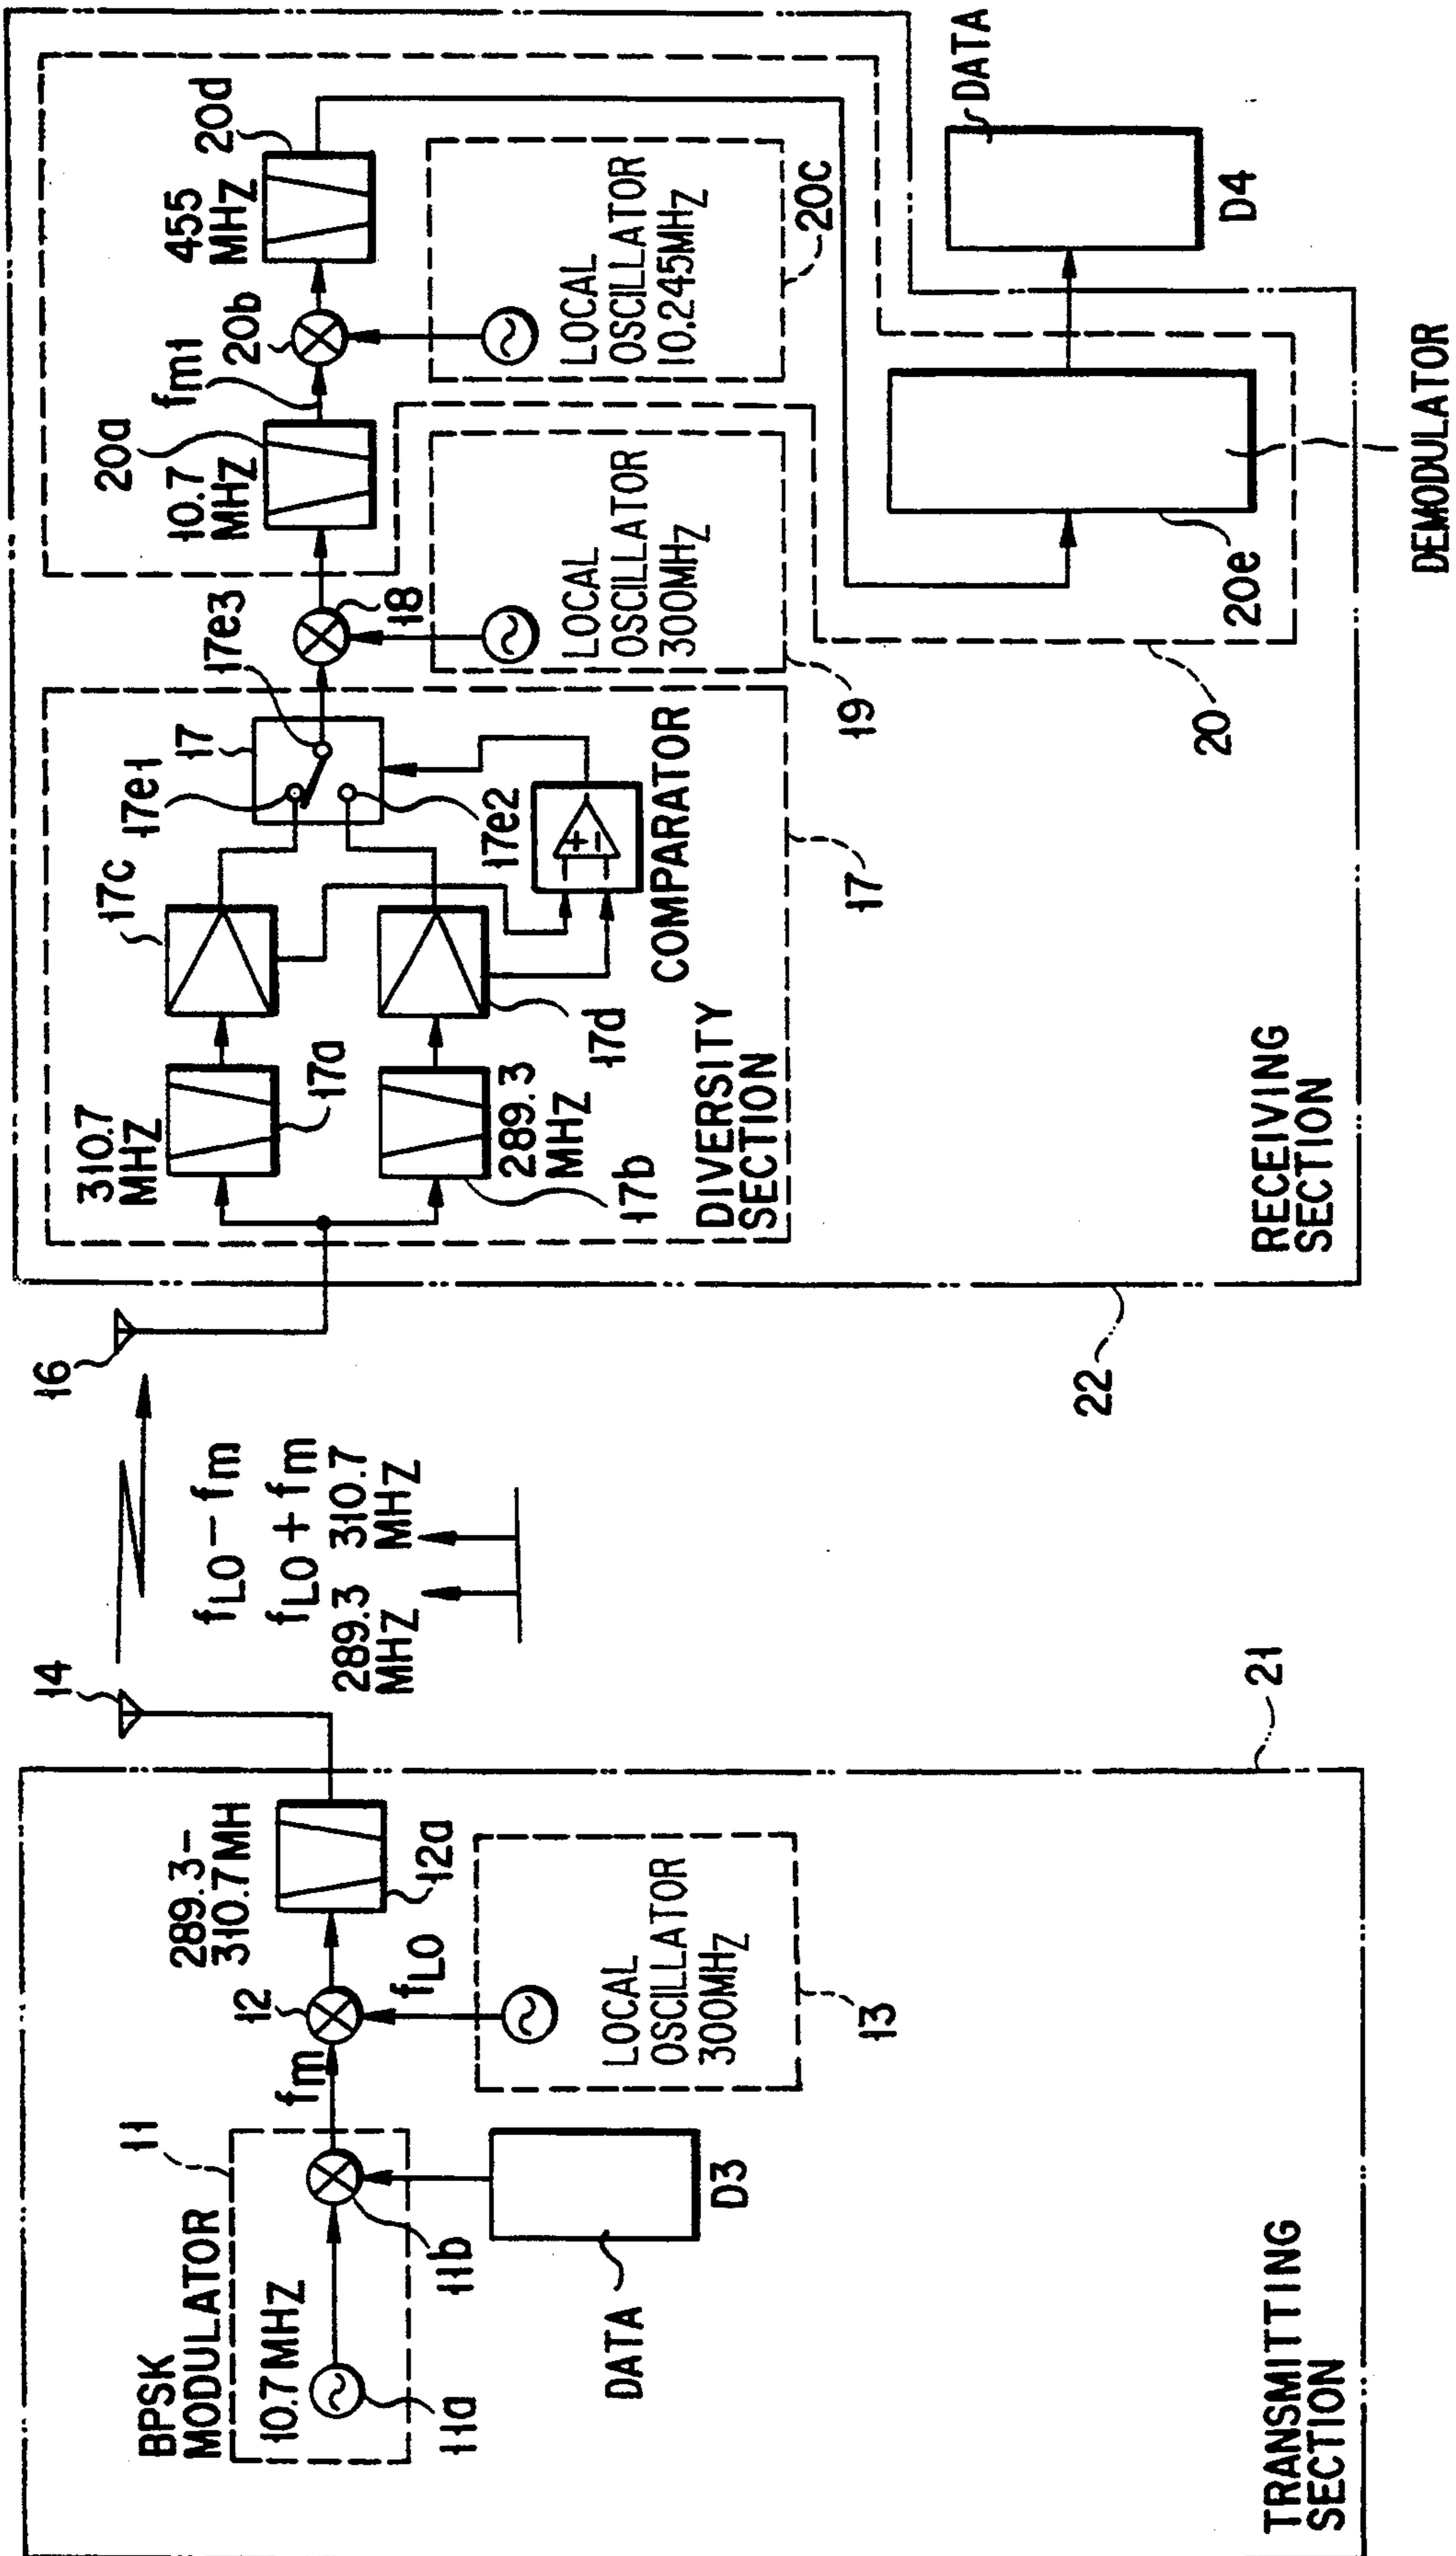 BPSK
MODULATOR
11
10.7MHZ
11a
11b
fm
12
fLO
289.3-
310.7MH
12a
LOCAL
OSCILLATOR
300MHZ
13
DATA
D3
TRANSMITTING
SECTION
21
14
fLO-fm
fLO+fm
289.3
MHZ
310.7
MHZ
16
22
310.7
MHZ
17a
289.3
MHZ
17b
17c
17d
17e1
17
17e2
17e3
COMPARATOR
DIVERSITY
SECTION
17
18
LOCAL
OSCILLATOR
300MHZ
19
20a
10.7
MHZ
fm1
20b
455
MHZ
20d
LOCAL
OSCILLATOR
10.245MHZ
20c
20
20e
DEMODULATOR
DATA
D4
RECEIVING
SECTION